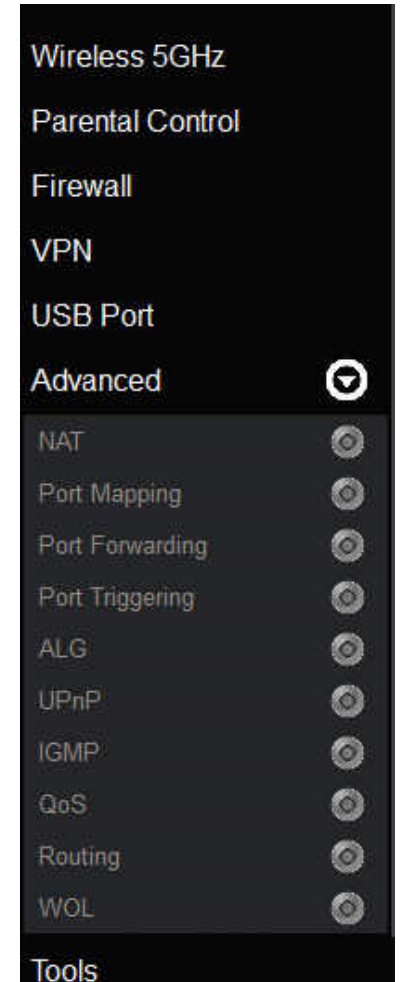 Wireless 5GHz
Parental Control
Firewall
VPN
USB Port
Advanced
NAT
Port Mapping
Port Forwarding
Port Triggering
ALG
UPnP
IGMP
QoS
Routing
WOL
Tools